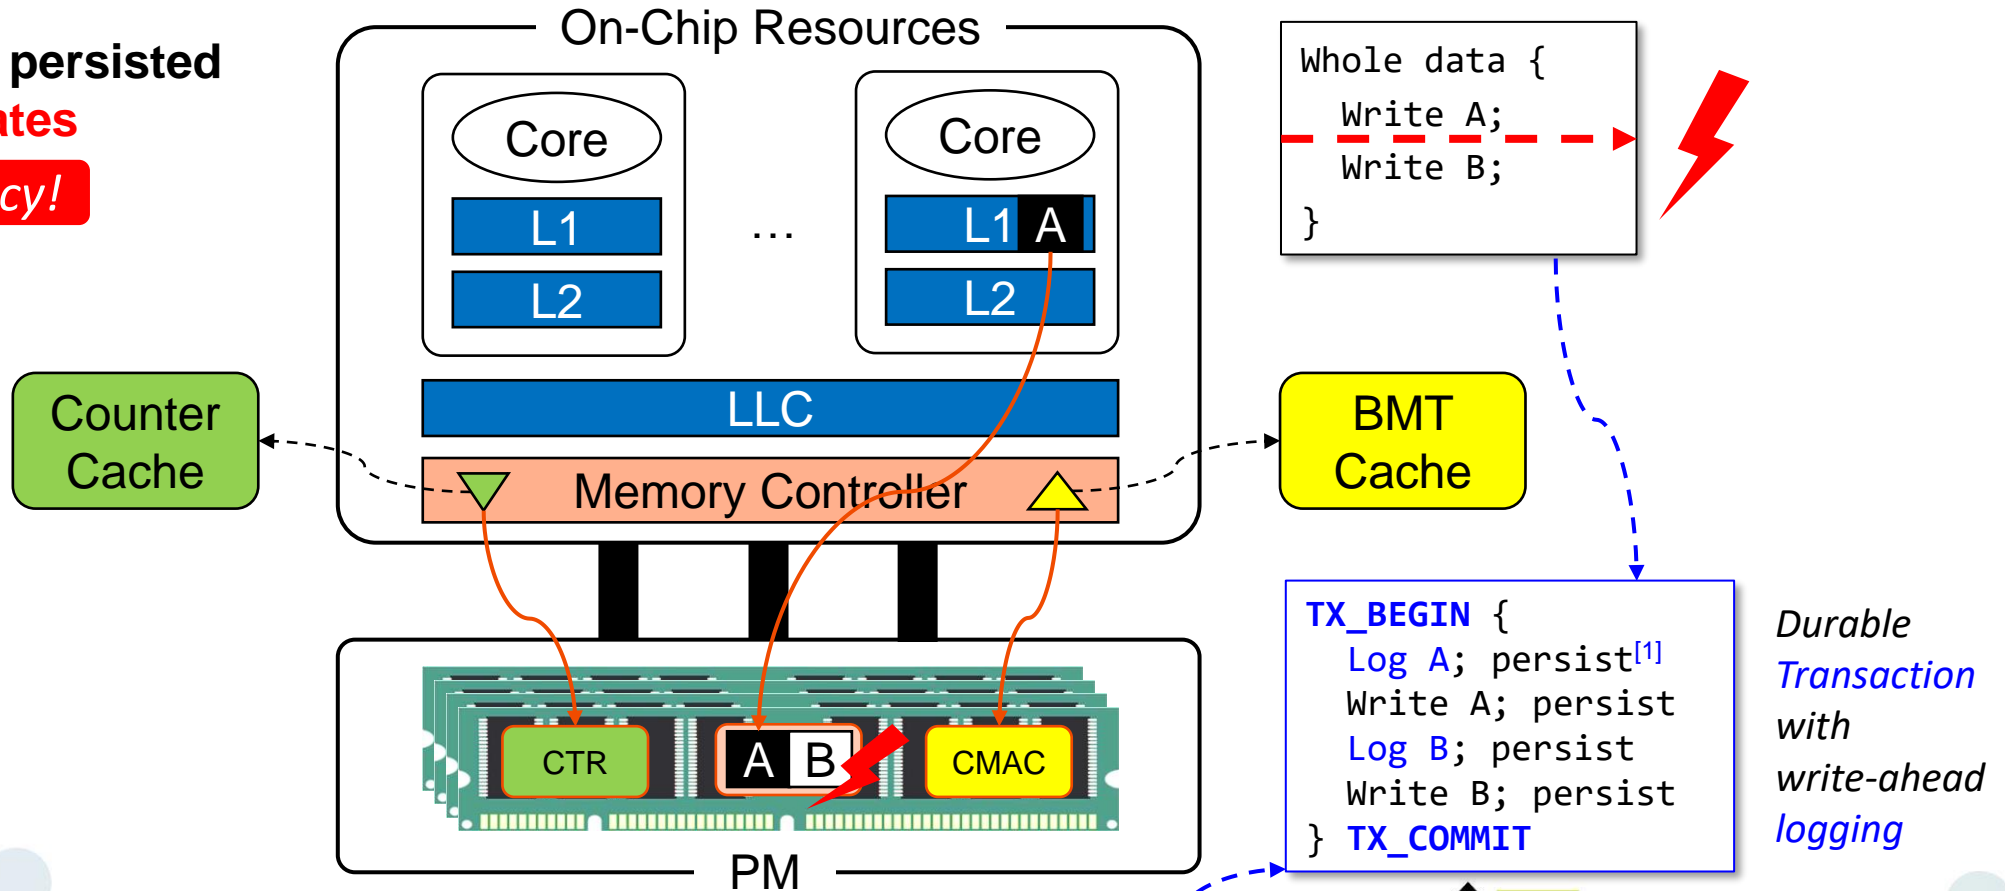 persisted
cy!
On-Chip Resources
Core
L1
L2
...
Core
L1 A
L2
LLC
Memory Controller
Counter
Cache
BMT
Cache
CTR
A B
CMAC
PM
Whole data {
Write A;
Write B;
}
TX_BEGIN {
Log A; persist[1]
Write A; persist
Log B; persist
Write B; persist
} TX_COMMIT
Durable
Transaction
with
write-ahead
logging